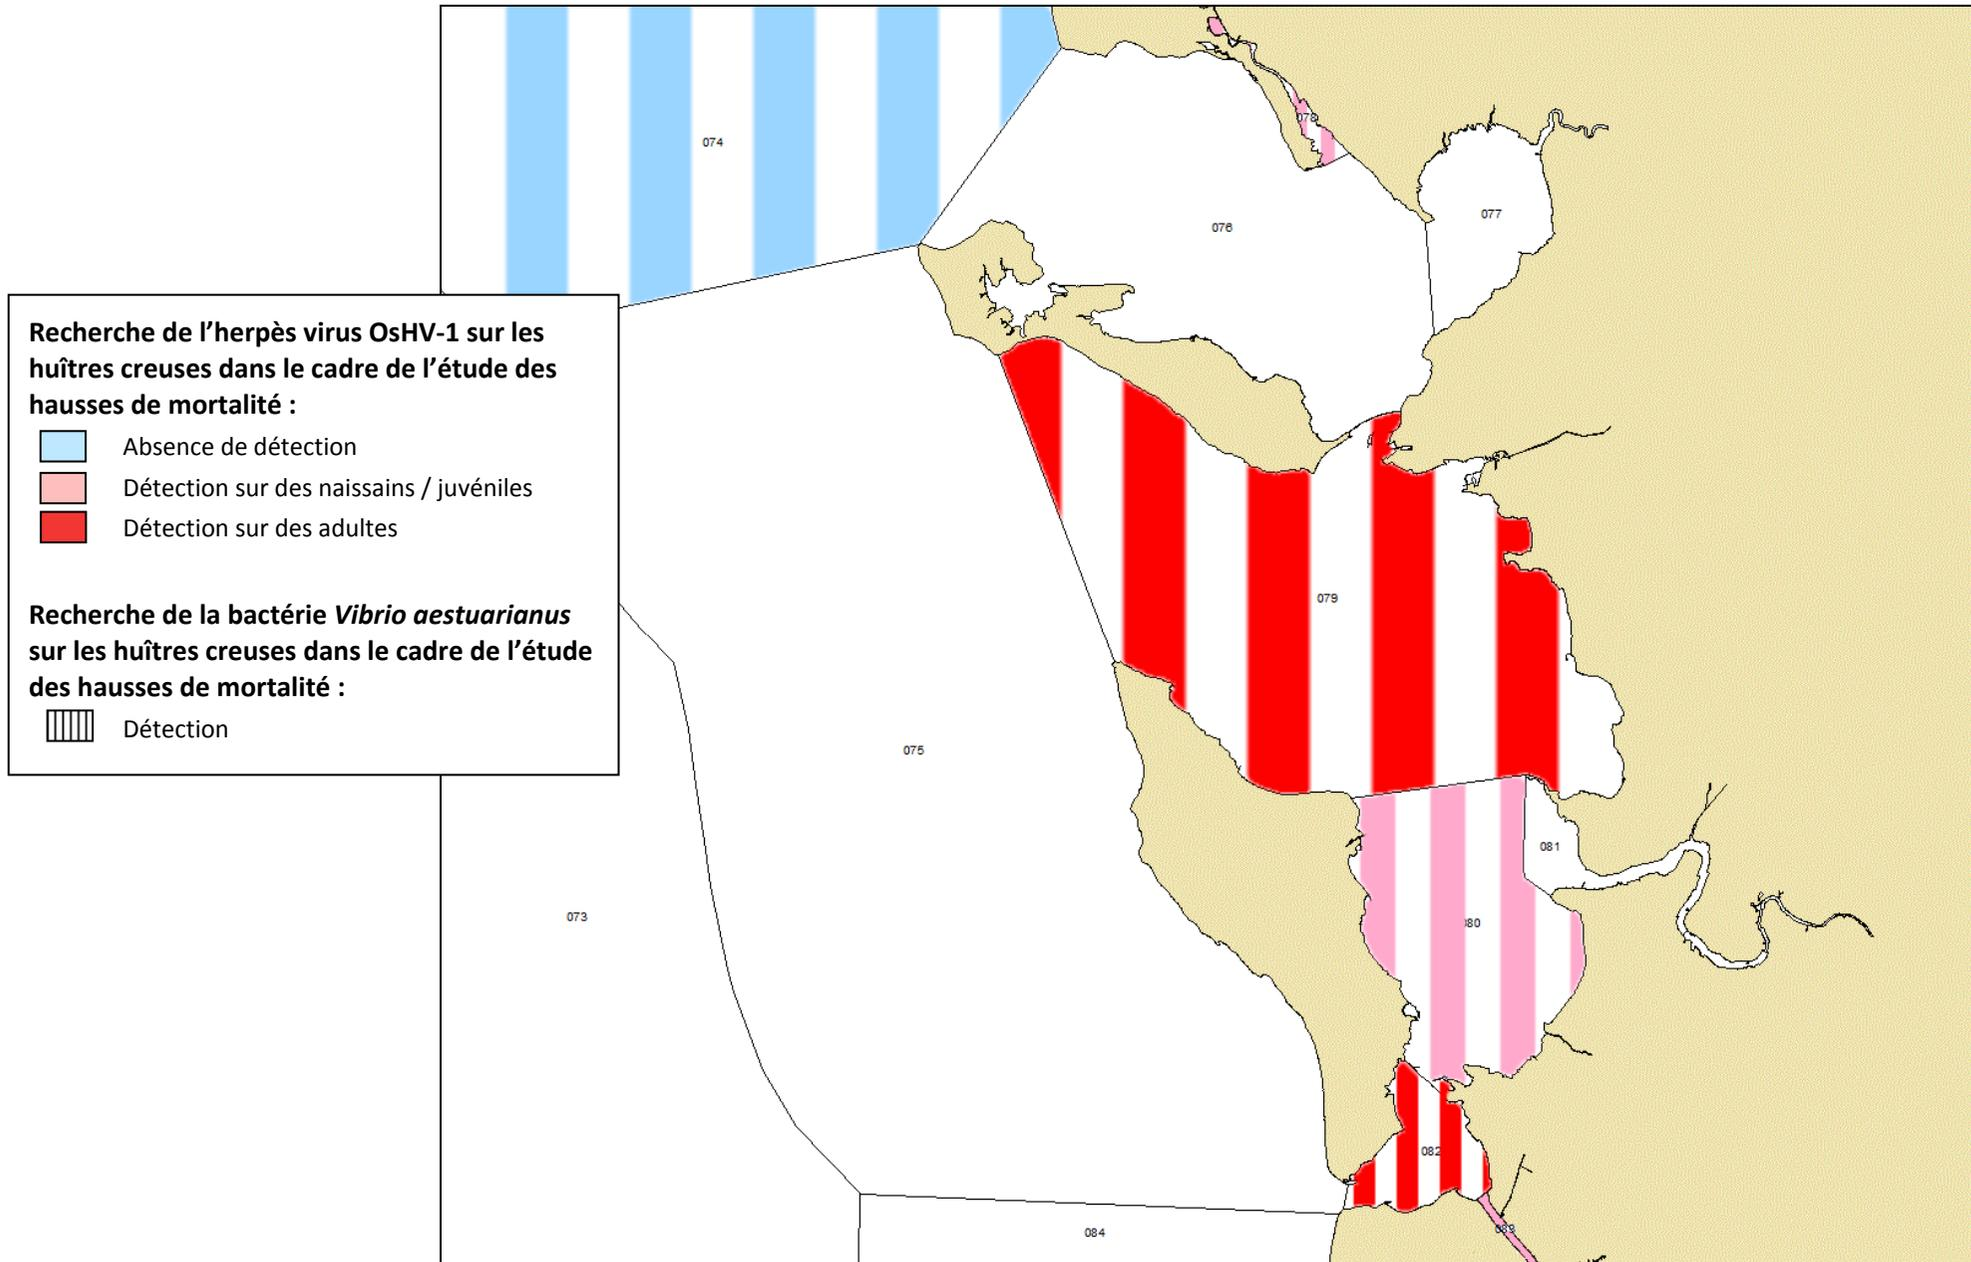 074
078
076
077
Recherche de l’herpès virus OsHV-1 sur les
huîtres creuses dans le cadre de l’étude des
hausses de mortalité :
Absence de détection
Détection sur des naissains / juvéniles
Détection sur des adultes
Recherche de la bactérie Vibrio aestuarianus
sur les huîtres creuses dans le cadre de l’étude
des hausses de mortalité :
Détection
079
075
081
073
080
082
084
083